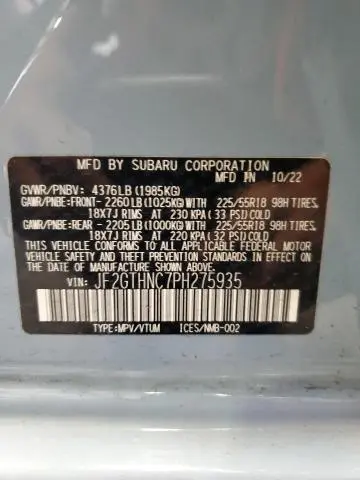 MFD BY SUBARU CORPORATION
MFD IN 10/22
GVWR/PNBV: 4376LB (1985KG)
GAWR/PNBE:FRONT- 2260LB (1025KG) WITH 225/55R18 98H TIRES,
18X7J RIMS AT 230 KPA (33 PSI) COLD
GAWR/PNBE:REAR - 2205LB (1000KG) WITH 225/55R18 98H TIRES,
18X7J RIMS AT 220 KPA (32 PSI) COLD
THIS VEHICLE CONFORMS TO ALL APPLICABLE FEDERAL MOTOR
VEHICLE SAFETY, BUMPER, AND THEFT PREVENTION STANDARDS
IN EFFECT ON THE DATE OF MANUFACTURE SHOWN ABOVE.
VIN: JF2GTHNC7PH275935
TYPE:MPV/VTUM ICES/NMB-002